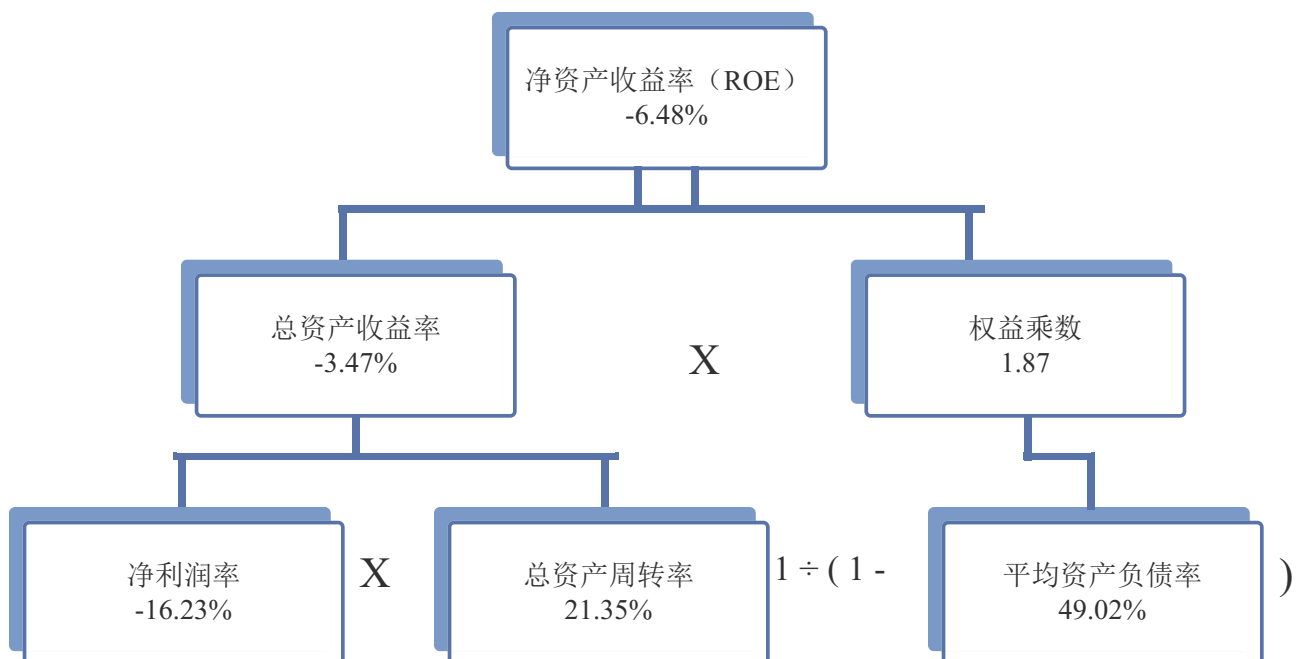 净资产收益率（ROE）
-6.48%
总资产收益率
-3.47%
X
权益乘数
1.87
净利润率
-16.23%
X
总资产周转率
21.35%
1 ÷ ( 1 -
平均资产负债率
49.02%
)